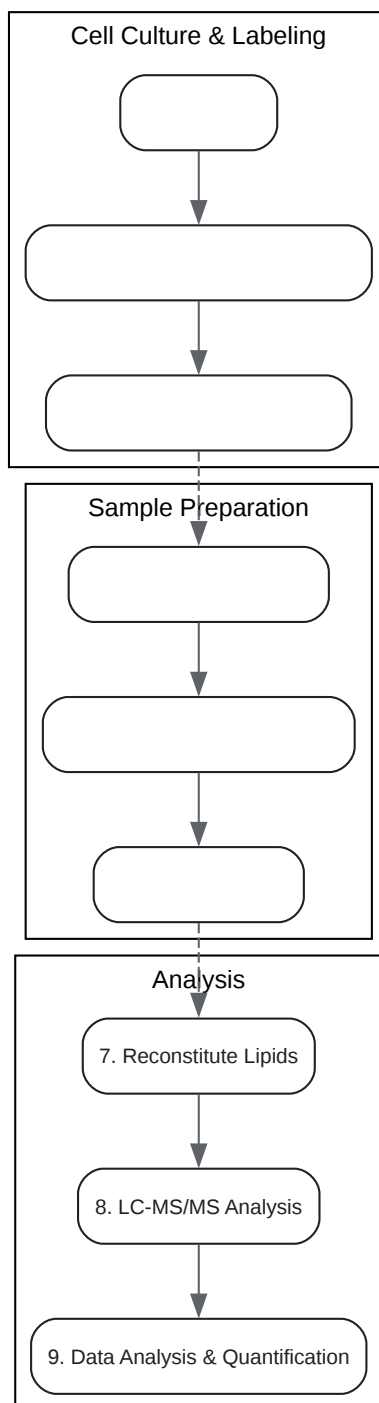 Cell Culture & Labeling
Sample Preparation
Analysis
7. Reconstitute Lipids
8. LC-MS/MS Analysis
9. Data Analysis & Quantification